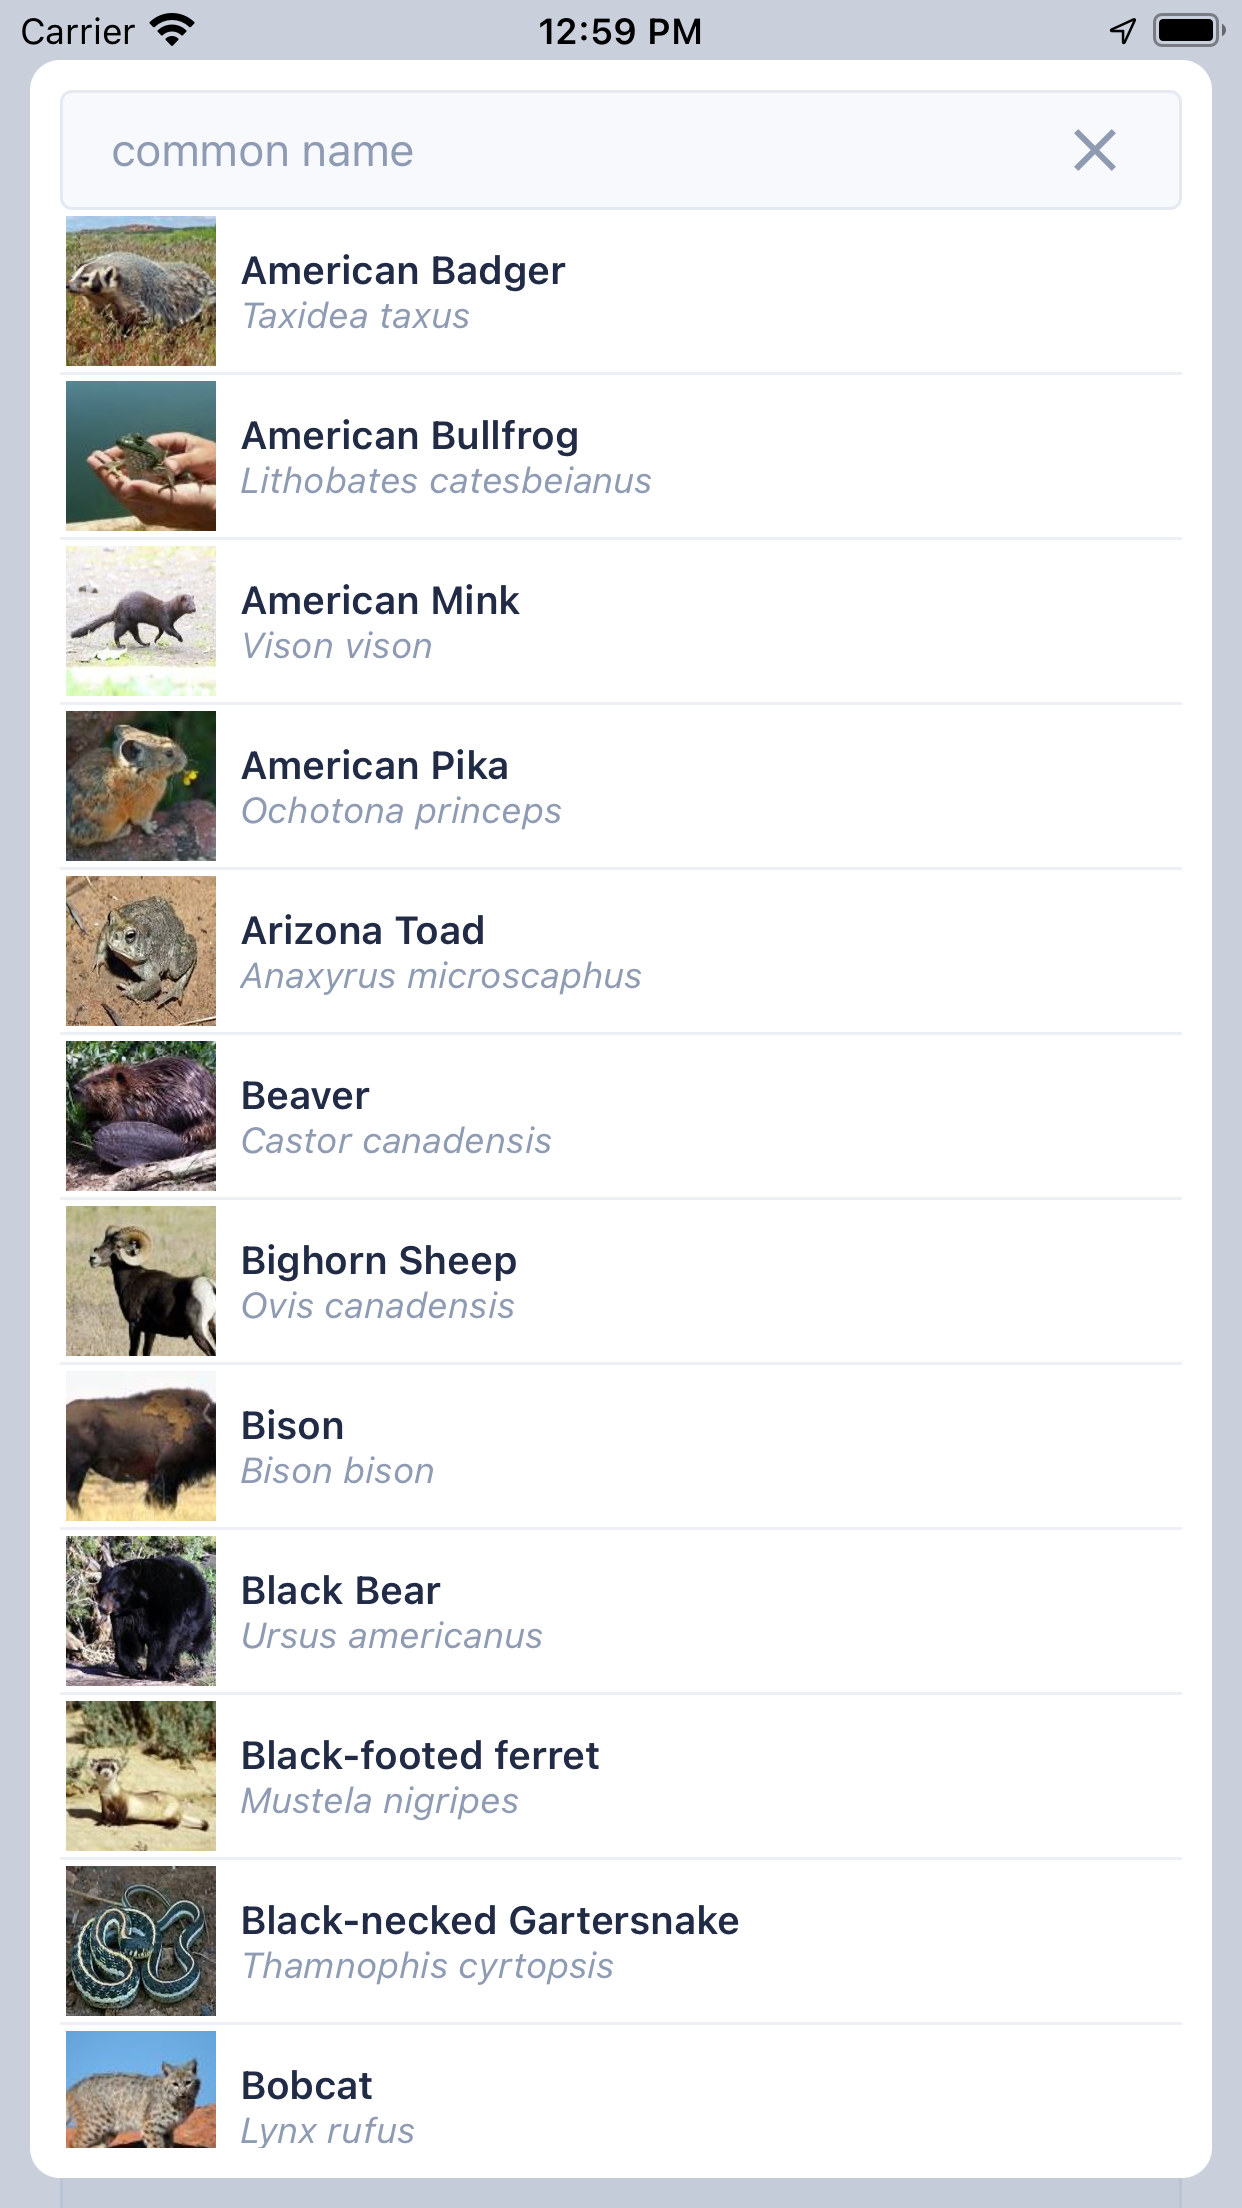 Carrier 12:59 PM
common name
American Badger
Taxidea taxus
American Bullfrog
Lithobates catesbeianus
American Mink
Vison vison
American Pika
Ochotona princeps
Arizona Toad
Anaxyrus microscaphus
Beaver
Castor canadensis
Bighorn Sheep
Ovis canadensis
Bison
Bison bison
Black Bear
Ursus americanus
Black-footed ferret
Mustela nigripes
Black-necked Gartersnake
Thamnophis cyrtopsis
Bobcat
Lynx rufus